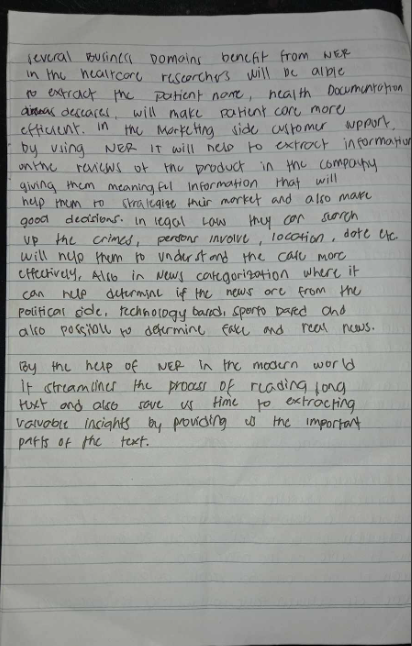 several Business Domains benefit from NER
in the healtcare researchers will be alble
to extract the patient name, health Documentation
descares, will make patient care more
efficient. In the Marketing side customer support,
by using NER it will help to extract information
onthe reviews of the product in the company
giving them meaningful Information that will
help them to stratagize their market and also make
good decisions. In legal Law they can search
up the crimes, persons involve, location, date etc
will help them to understand the case more
effectively, Also in News categorization where it
can help determine if the news are from the
political side, technology based, sports based and
also possible to determine fake and real news.
By the help of NER in the modern world
it streamlines the process of reading long
text and also save us time to extracting
valuable insights by providing us the important
parts of the text.